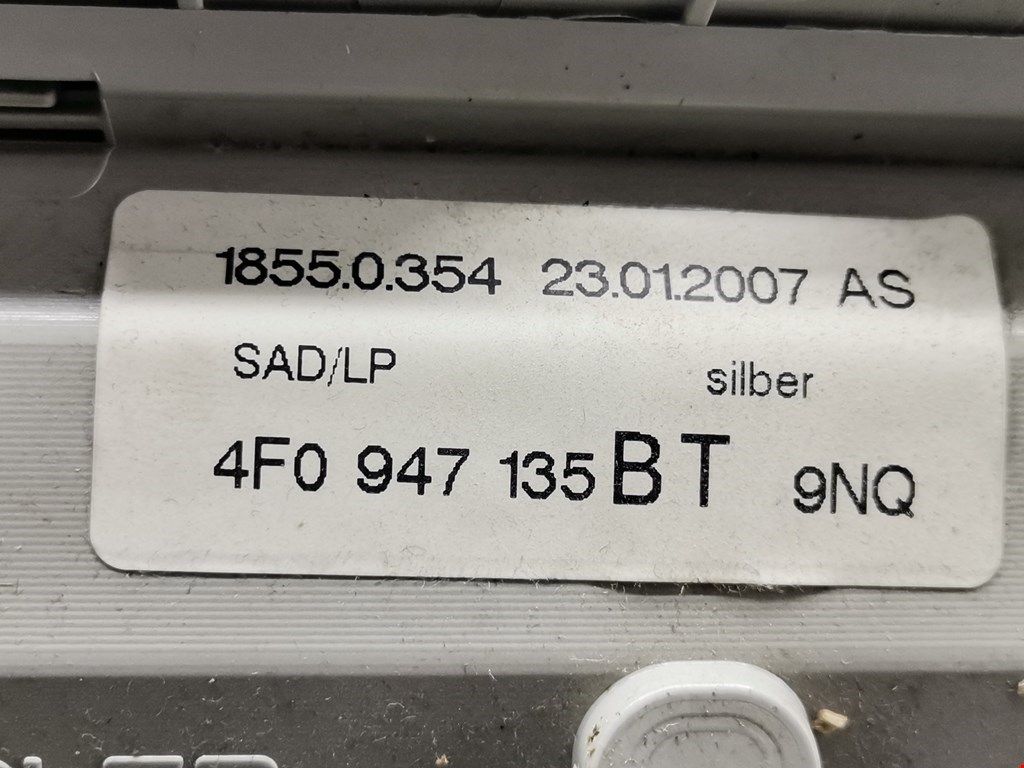 1855.0.354 23.01.2007 AS
SAD/LP silber
4F0 947 135 BT 9NQ